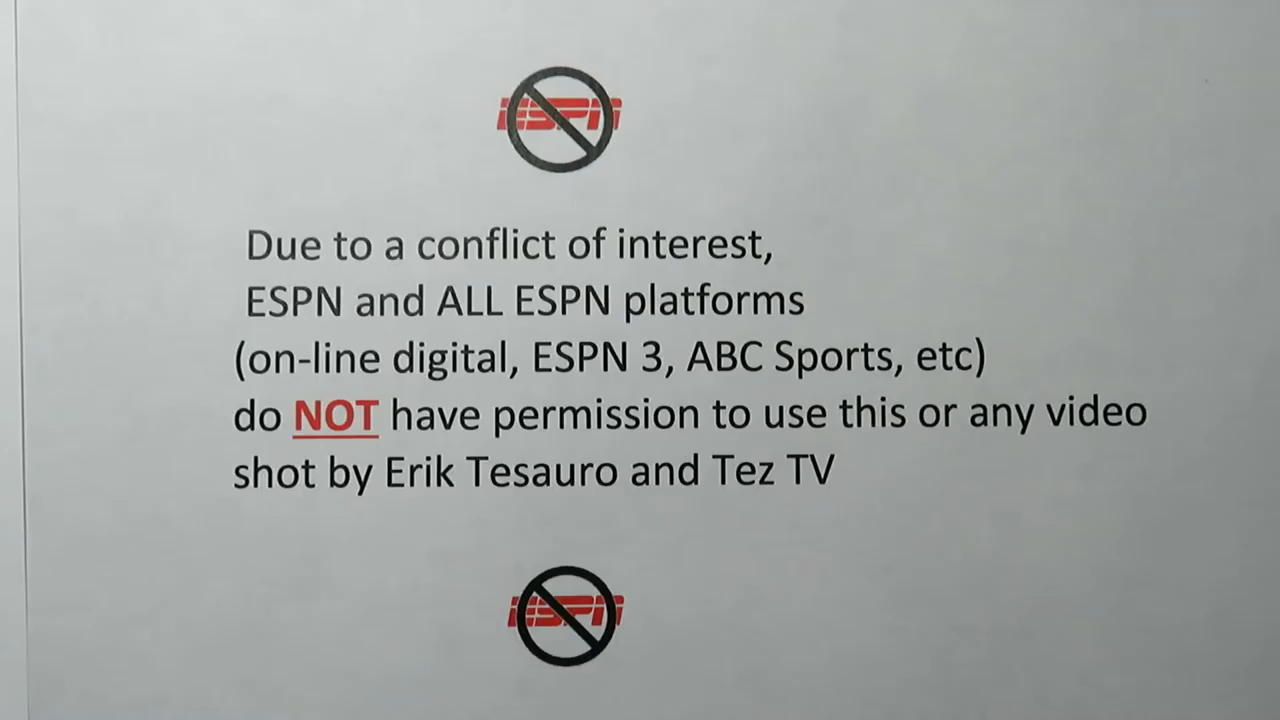 ESPN
Due to a conflict of interest,
ESPN and ALL ESPN platforms
(on-line digital, ESPN 3, ABC Sports, etc)
do NOT have permission to use this or any video
shot by Erik Tesauro and Tez TV
ESPN